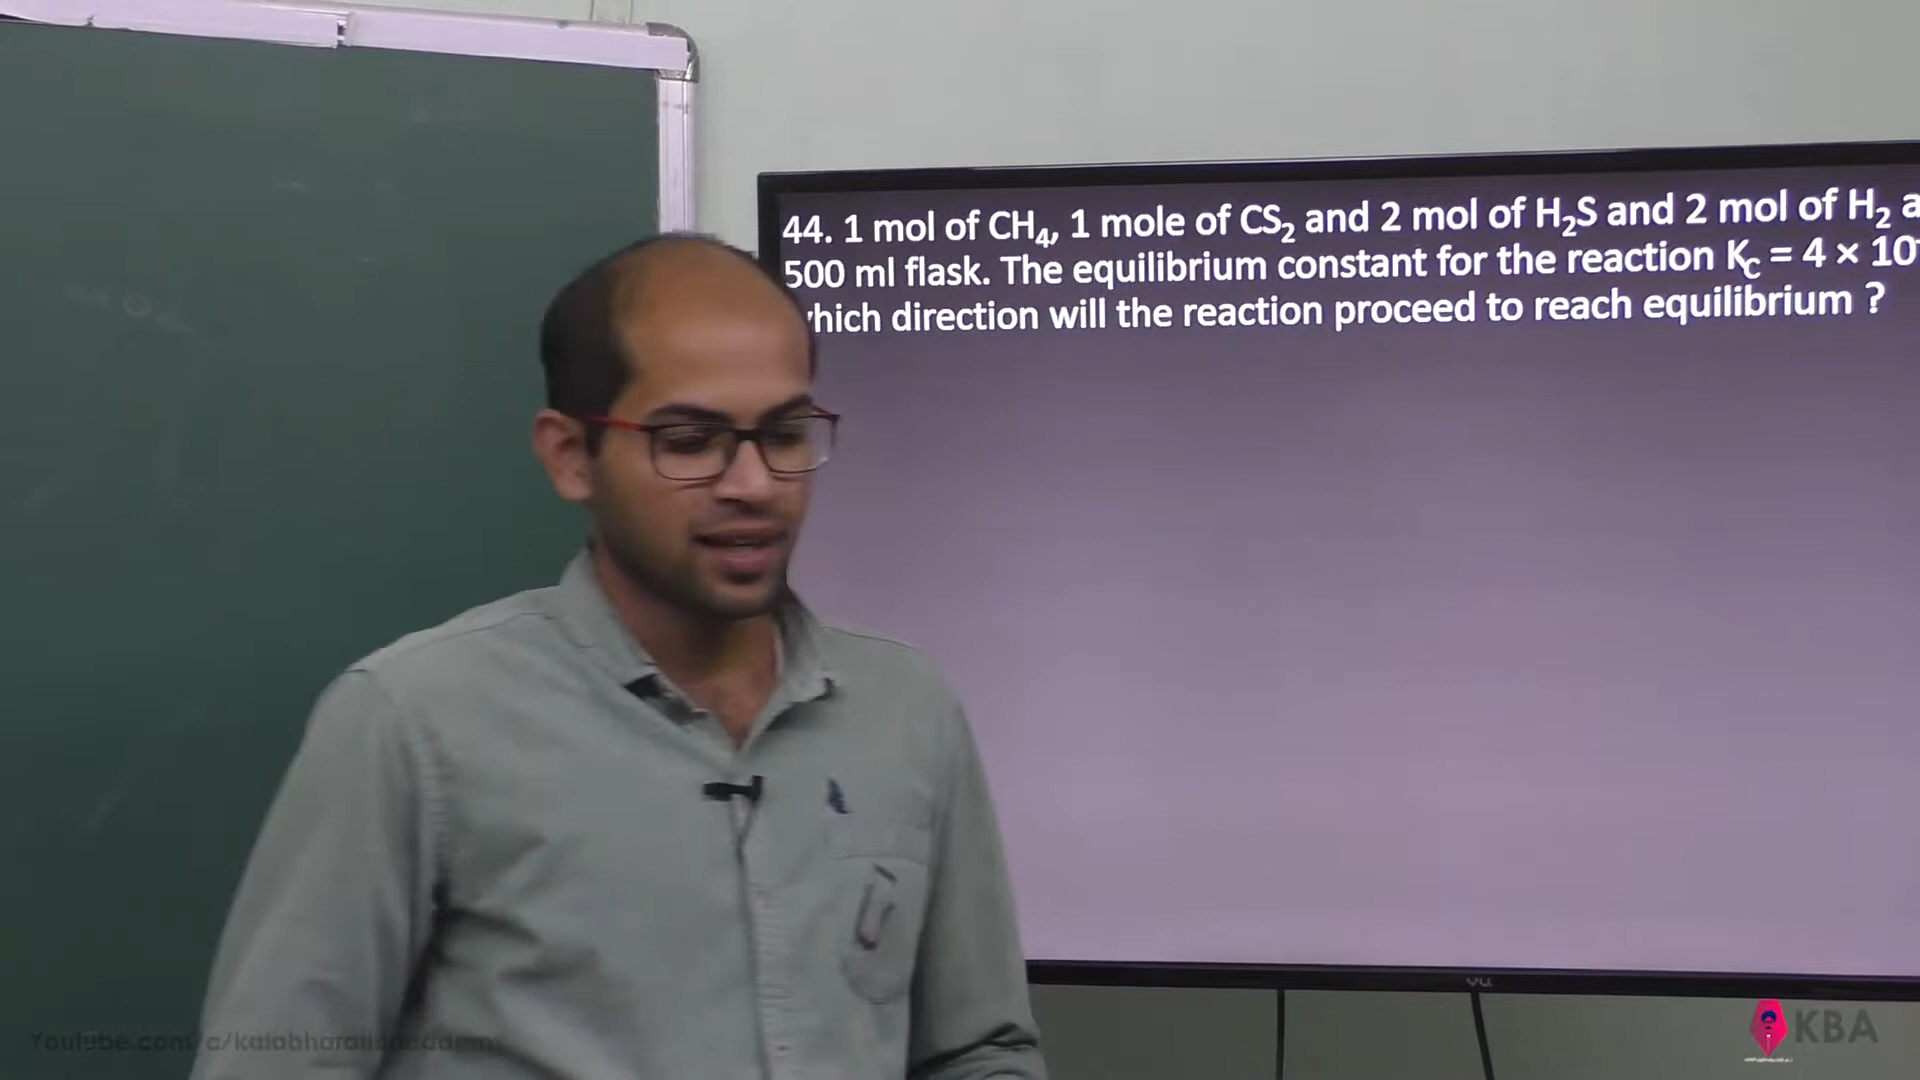 44. 1 mol of CH₄, 1 mole of CS₂ and 2 mol of H₂S and 2 mol of H₂ a
500 ml flask. The equilibrium constant for the reaction K꜀ = 4 × 10⁻
hich direction will the reaction proceed to reach equilibrium ?
vu
KBA